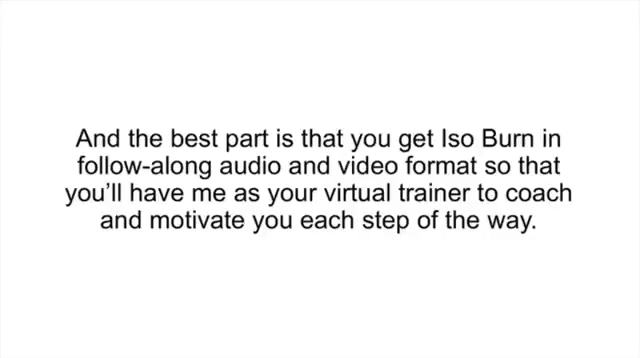 And the best part is that you get Iso Burn in
follow-along audio and video format so that
you’ll have me as your virtual trainer to coach
and motivate you each step of the way.